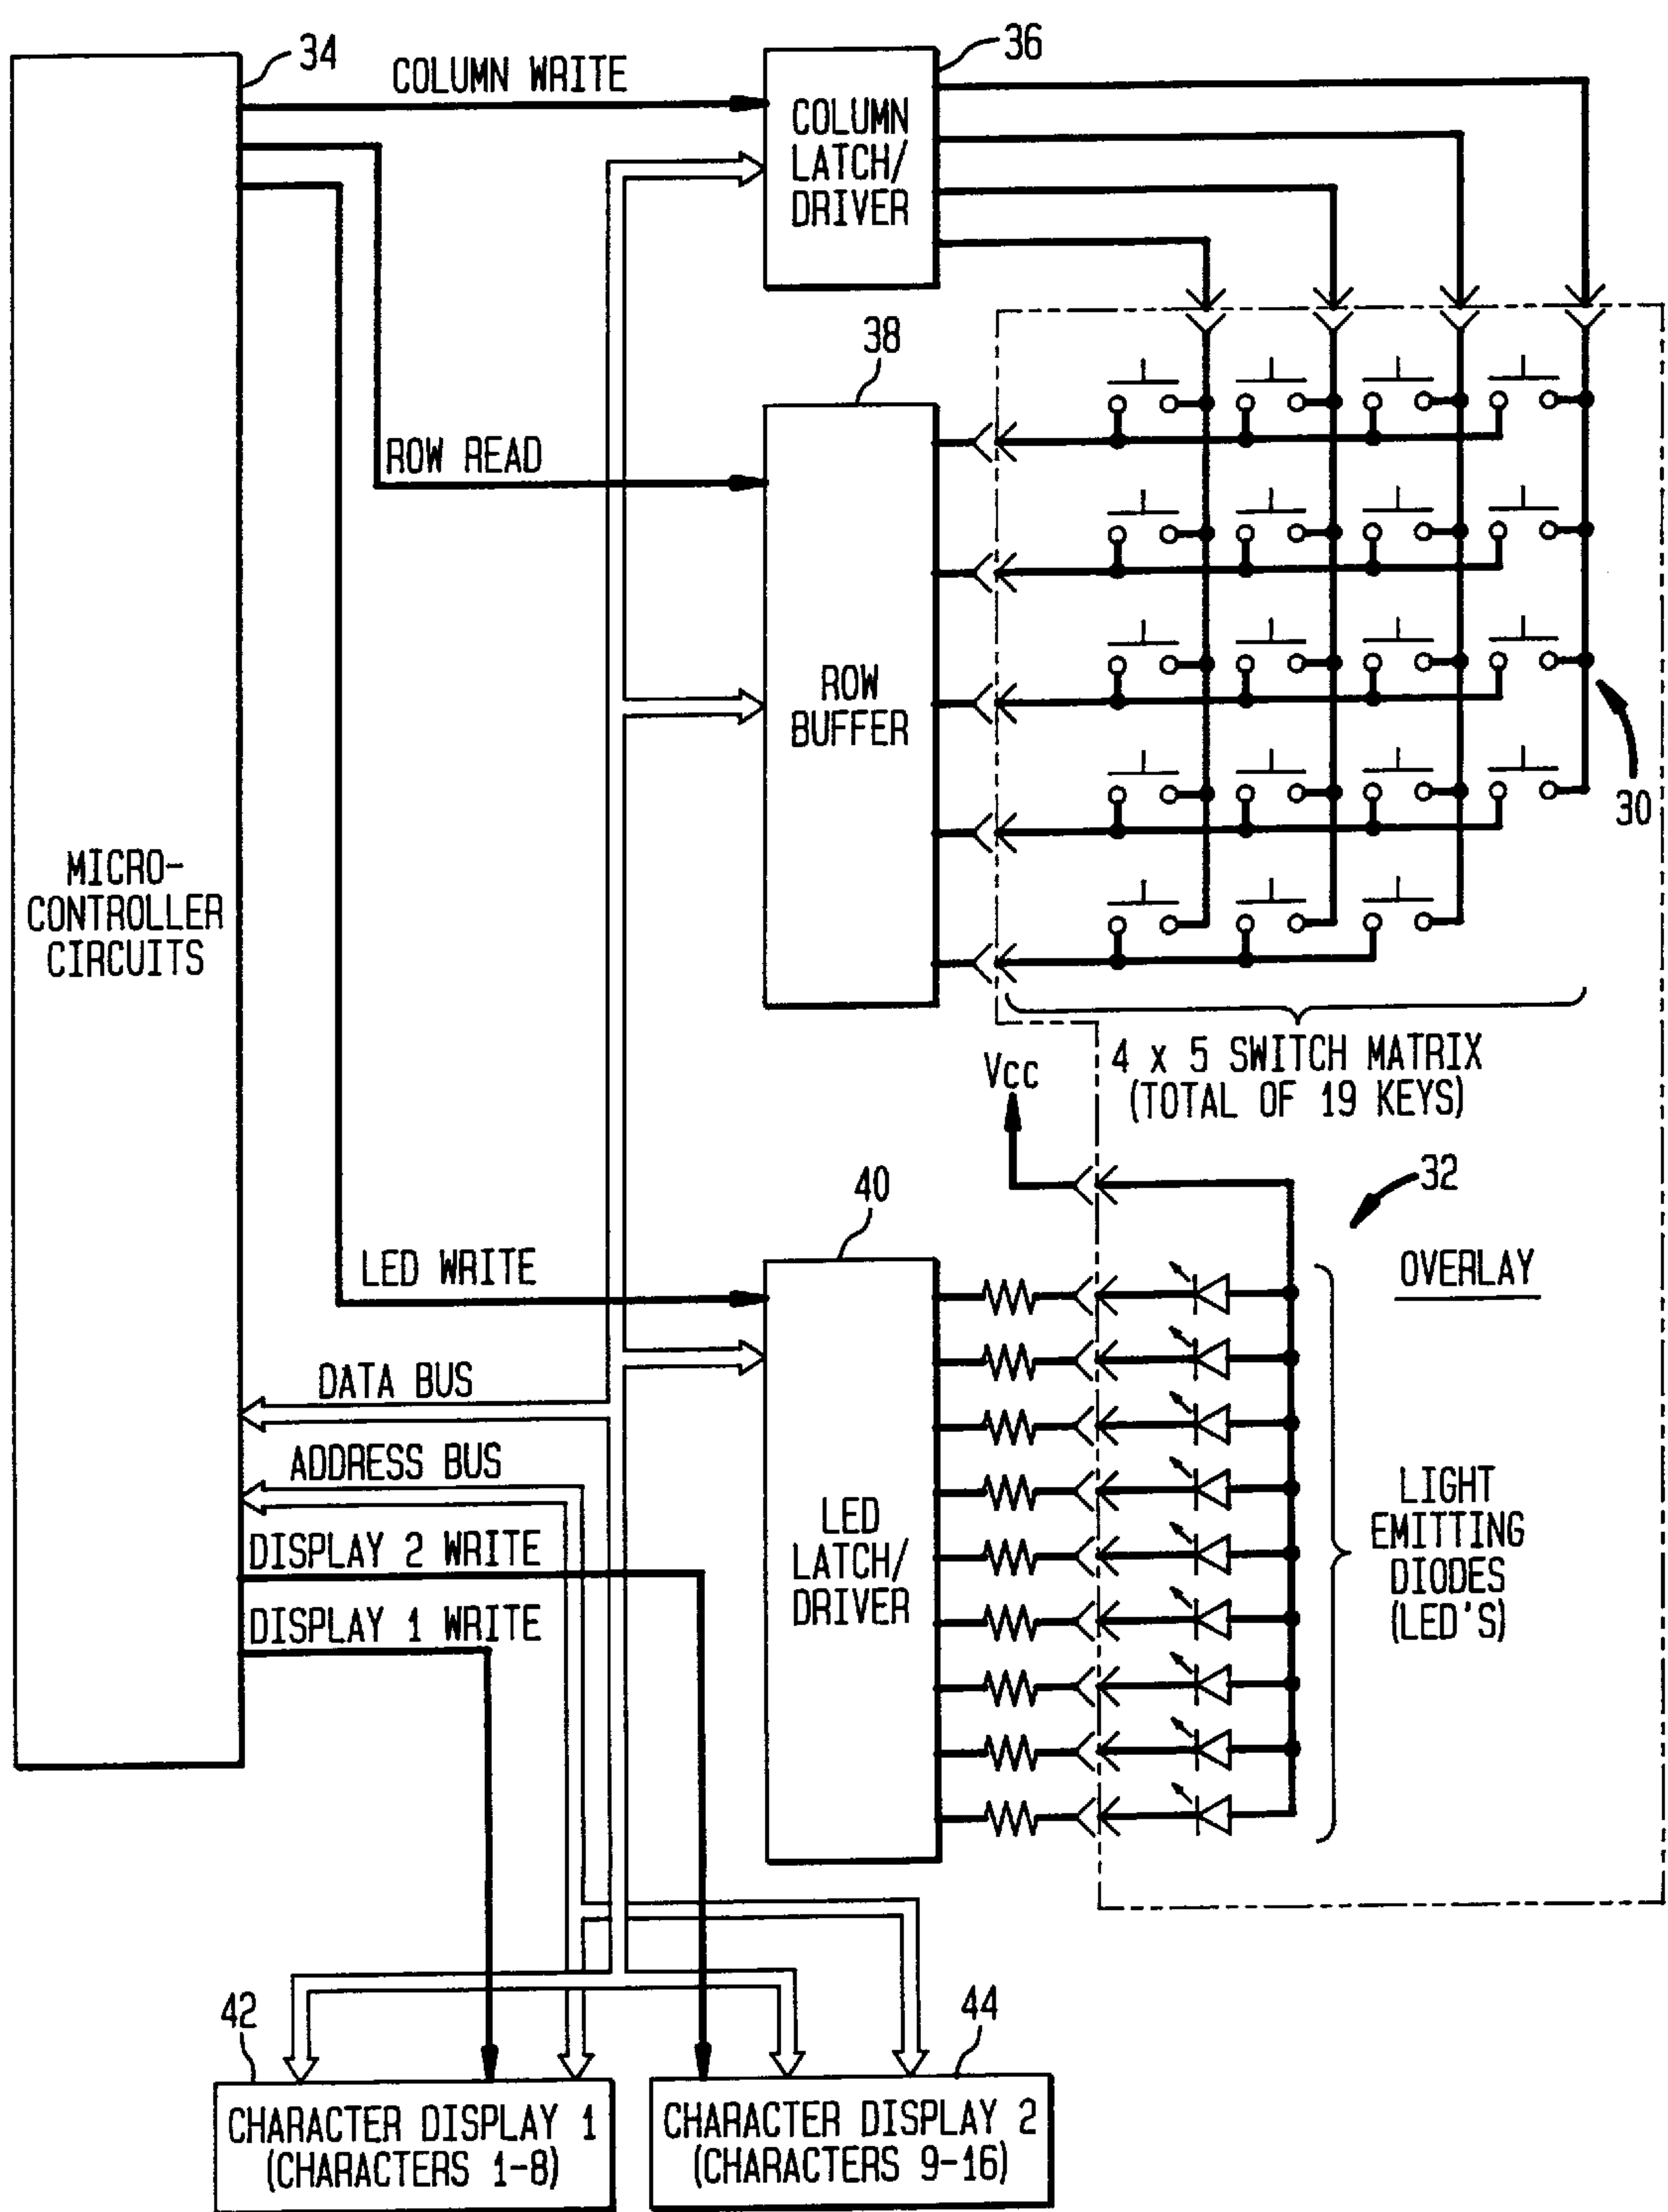 34
COLUMN WRITE
36
COLUMN
LATCH/
DRIVER
38
ROW READ
ROW
BUFFER
30
MICRO-
CONTROLLER
CIRCUITS
4 x 5 SWITCH MATRIX
(TOTAL OF 19 KEYS)
Vcc
32
40
OVERLAY
LED WRITE
DATA BUS
ADDRESS BUS
LED
LATCH/
DRIVER
LIGHT
EMITTING
DIODES
(LED'S)
DISPLAY 2 WRITE
DISPLAY 1 WRITE
42
44
CHARACTER DISPLAY 1
(CHARACTERS 1-8)
CHARACTER DISPLAY 2
(CHARACTERS 9-16)